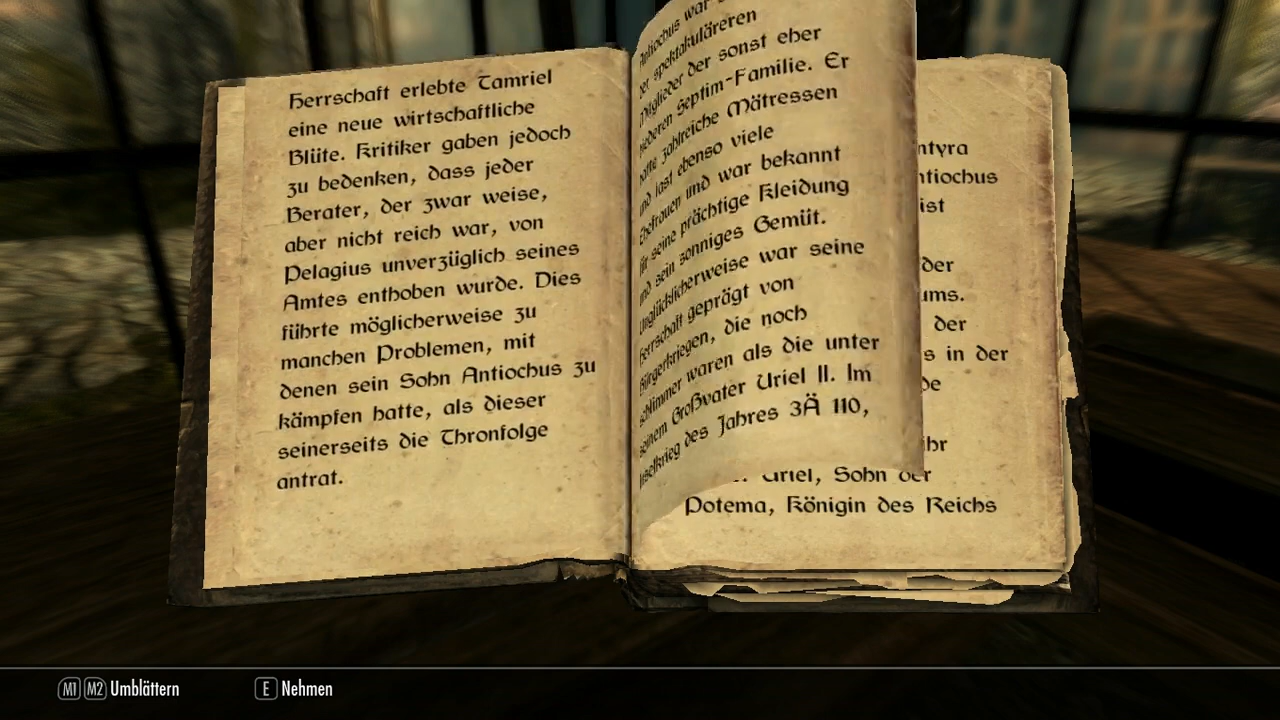 Herrschaft erlebte Tamriel
eine neue wirtschaftliche
Blüte. Kritiker gaben jedoch
zu bedenken, dass jeder
Berater, der zwar weise,
aber nicht reich war, von
Pelagius unverzüglich seines
Amtes enthoben wurde. Dies
führte möglicherweise zu
manchen Problemen, mit
denen sein Sohn Antiochus zu
kämpfen hatte, als dieser
seinerseits die Thronfolge
antrat.
Antiochus war
der spektakuläreren
Mitglieder der sonst eher
biederen Septim-Familie. Er
hatte zahlreiche Mätressen
und fast ebenso viele
Ehefrauen und war bekannt
für seine prächtige Kleidung
und sein sonniges Gemüt.
Unglücklicherweise war seine
Herrschaft geprägt von
Bürgerkriegen, die noch
schlimmer waren als die unter
seinem Großvater Uriel II. Im
Inselkrieg des Jahres 3Ä 110,
ntyra
ntiochus
ist
der
ums.
der
s in der
de
ihr
Uriel, Sohn der
Potema, Königin des Reichs
M1 M2 Umblättern
E Nehmen